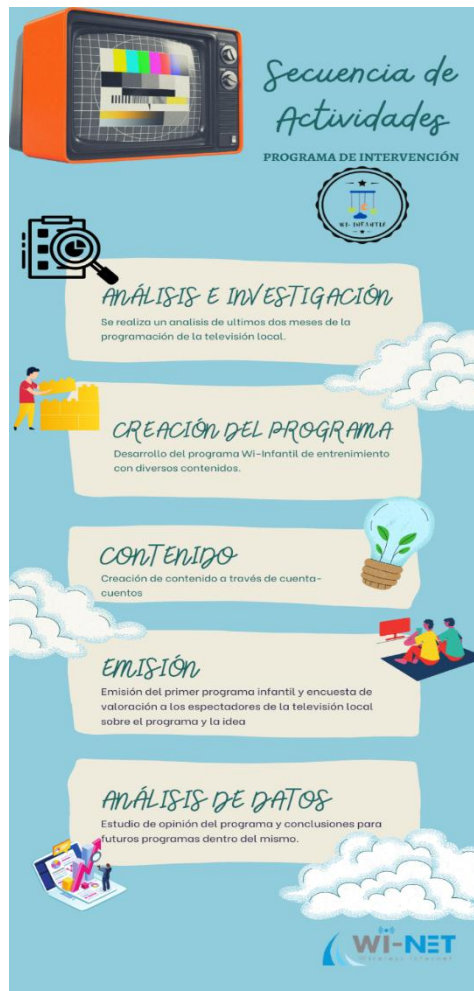 Secuencia de
Actividades
PROGRAMA DE INTERVENCIÓN
WI-INFANTIL
ANÁLISIS E INVESTIGACIÓN
Se realiza un analisis de ultimos dos meses de la
programación de la televisión local.
CREACIÓN DEL PROGRAMA
Desarrollo del programa Wi-Infantil de entrenimiento
con diversos contenidos.
CONTENIDO
Creación de contenido a través de cuenta-
cuentos
EMISIÓN
Emisión del primer programa infantil y encuesta de
valoración a los espectadores de la televisión local
sobre el programa y la idea
ANÁLISIS DE DATOS
Estudio de opinión del programa y conclusiones para
futuros programas dentro del mismo.
WI-NET
Wireless Internet